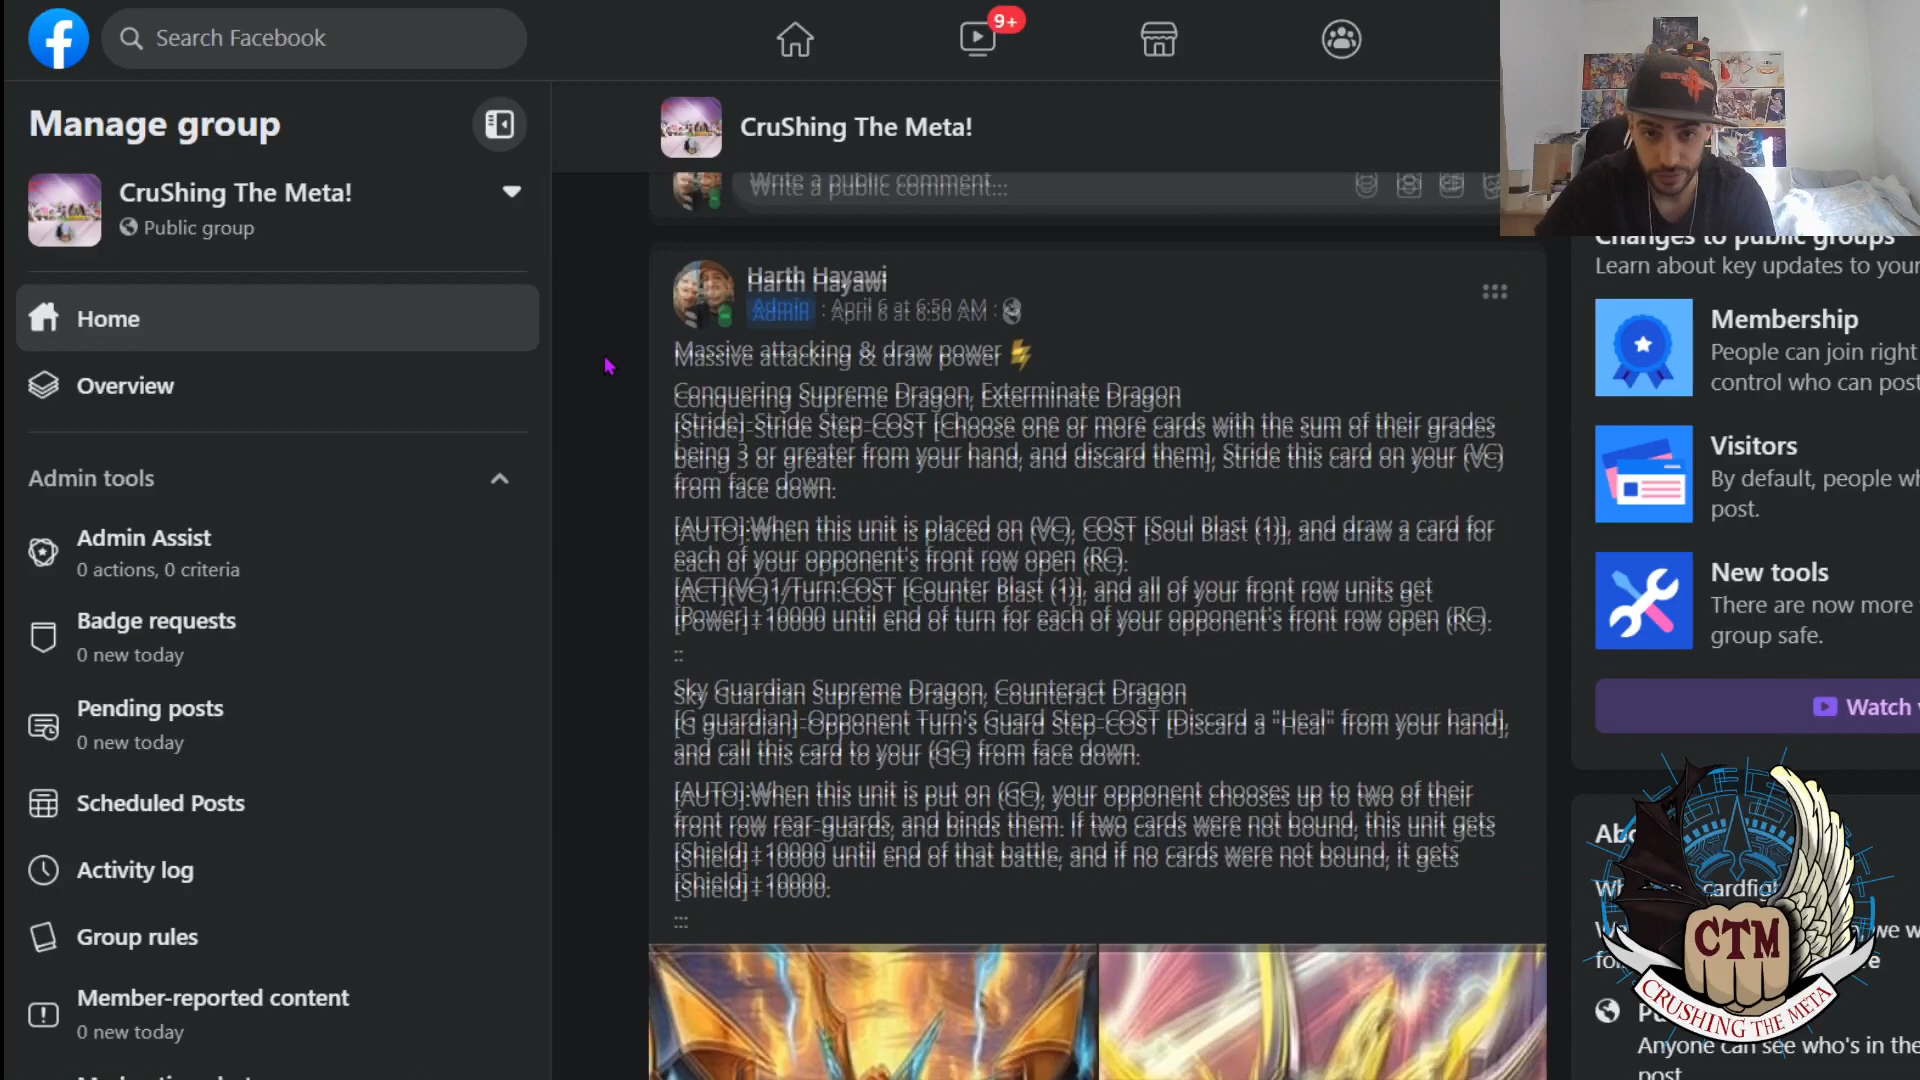 Search Facebook
9+
Manage group
CruShing The Meta!
Public group
Home
Overview
Admin tools
Admin Assist
0 actions, 0 criteria
Badge requests
0 new today
Pending posts
0 new today
Scheduled Posts
Activity log
Group rules
Member-reported content
0 new today
CruShing The Meta!
Write a public comment...
Harth Hayawi
Admin · April 6 at 6:50 AM ·
Massive attacking & draw power ⚡
Conquering Supreme Dragon, Exterminate Dragon
[Stride]-Stride Step-COST [Choose one or more cards with the sum of their grades
being 3 or greater from your hand, and discard them], Stride this card on your (VC)
from face down.
[AUTO]:When this unit is placed on (VC), COST [Soul Blast (1)], and draw a card for
each of your opponent's front row open (RC).
[ACT](VC)1/Turn:COST [Counter Blast (1)], and all of your front row units get
[Power]+10000 until end of turn for each of your opponent's front row open (RC).
Sky Guardian Supreme Dragon, Counteract Dragon
[G guardian]-Opponent Turn's Guard Step-COST [Discard a "Heal" from your hand],
and call this card to your (GC) from face down.
[AUTO]:When this unit is put on (GC), your opponent chooses up to two of their
front row rear-guards, and binds them. If two cards were not bound, this unit gets
[Shield]+10000 until end of that battle, and if no cards were not bound, it gets
[Shield]+10000.
Changes to public groups
Learn about key updates to your
Membership
People can join right
control who can post
Visitors
By default, people
post.
New tools
There are now more
group safe.
Watch
cardfig
we w
CTM
CRUSHING THE META
Anyone can see who's in the
post.